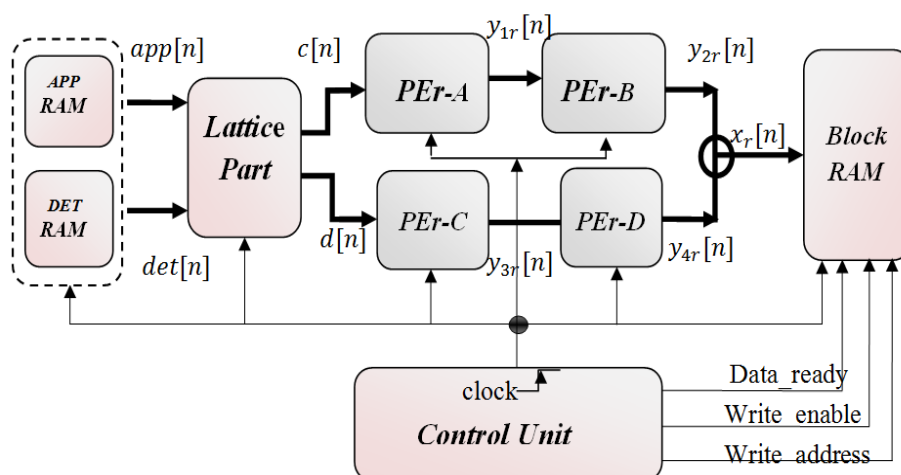 APP
RAM
DET
RAM
app[n]
det[n]
Lattice
Part
c[n]
d[n]
PEr-A
y1r[n]
PEr-B
y2r[n]
PEr-C
y3r[n]
PEr-D
y4r[n]
xr[n]
Block
RAM
clock
Control Unit
Data_ready
Write_enable
Write_address